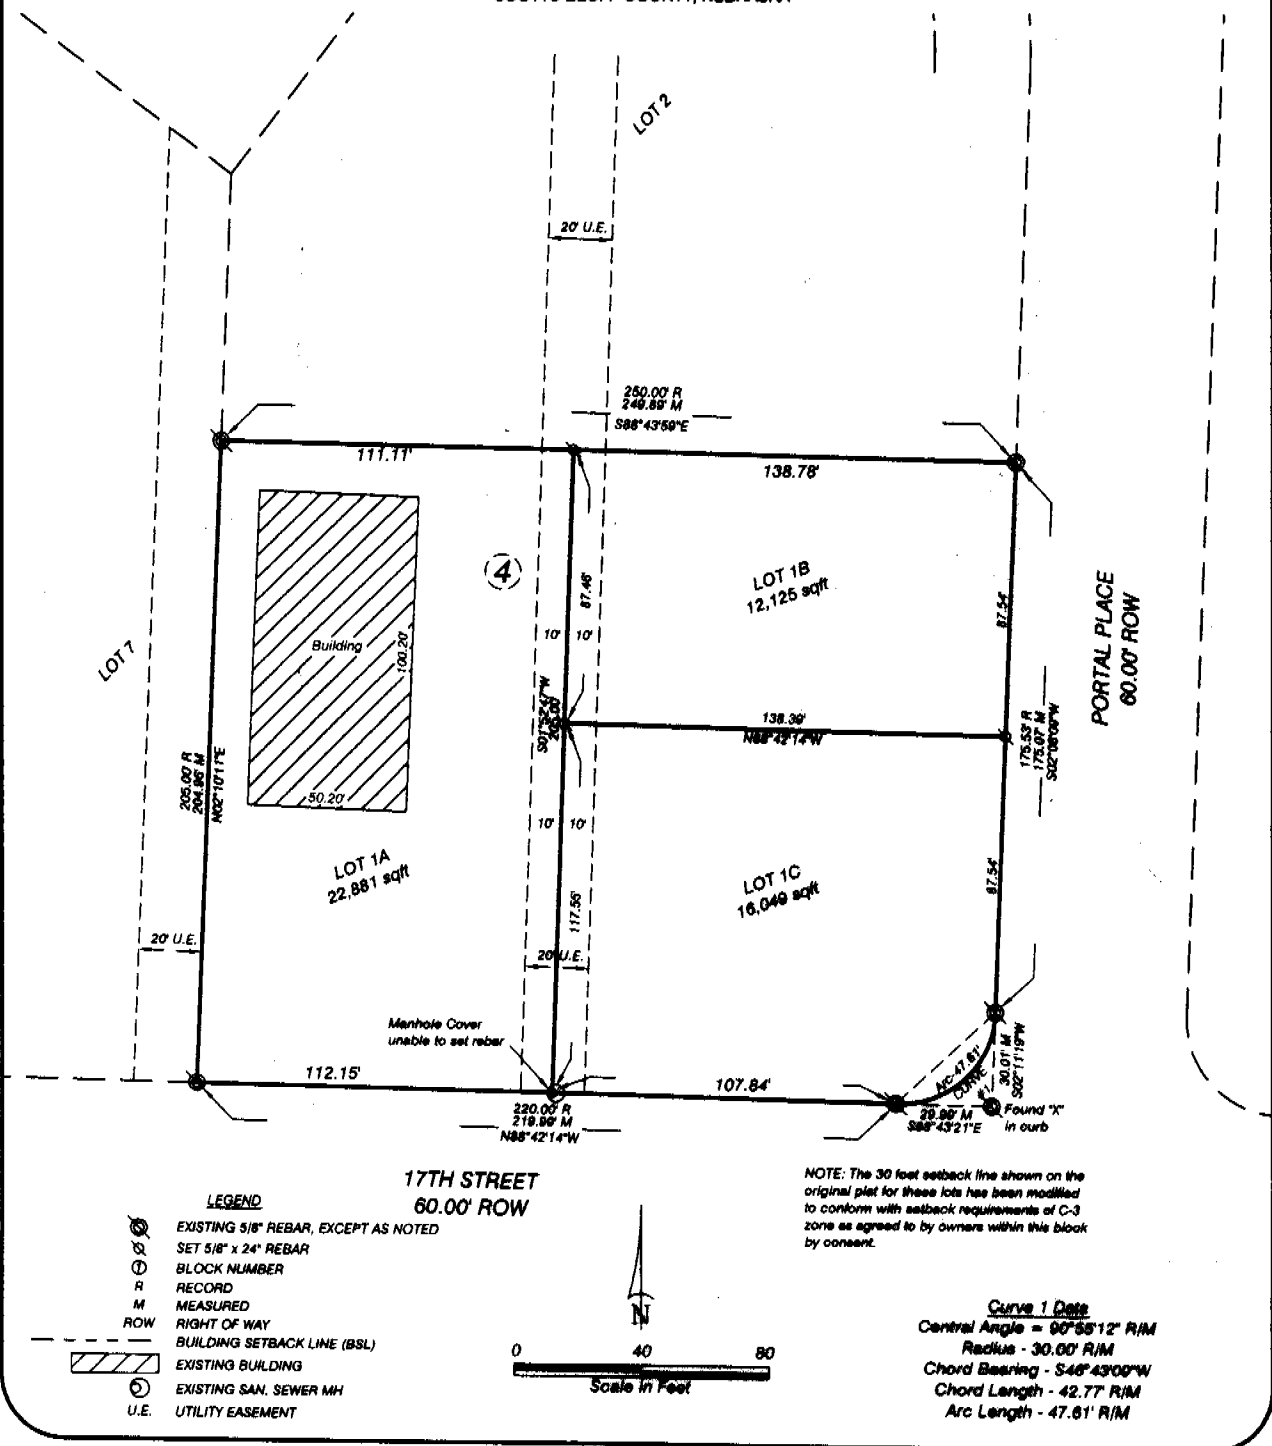 LOT 2
20' U.E.
250.00' R
249.89' M
S88°43'59"E
111.11'
138.78'
4
87.46'
LOT 1B
12,125 sqft
87.54'
PORTAL PLACE
60.00' ROW
LOT 7
Building
100.20'
10' 10'
S01°52'47"W
205.00'
138.39'
N88°42'14"W
175.53' R
175.07' M
S02°08'09"W
205.00' R
204.96' M
N02°10'11"E
50.20'
10' 10'
LOT 1A
22,881 sqft
LOT 1C
16,049 sqft
87.54'
117.55'
20' U.E.
20' U.E.
Manhole Cover
unable to set rebar
112.15'
107.84'
Arc-47.61'
CURVE
30.01' M
S02°11'19"W
220.00' R
219.99' M
N88°42'14"W
29.99' M
S88°43'21"E
Found "X"
in curb
17TH STREET
60.00' ROW
NOTE: The 30 foot setback line shown on the
original plat for these lots has been modified
to conform with setback requirements of C-3
zone as agreed to by owners within this block
by consent.
LEGEND
EXISTING 5/8" REBAR, EXCEPT AS NOTED
SET 5/8" x 24" REBAR
BLOCK NUMBER
R RECORD
M MEASURED
ROW RIGHT OF WAY
BUILDING SETBACK LINE (BSL)
EXISTING BUILDING
EXISTING SAN. SEWER MH
U.E. UTILITY EASEMENT
N
0 40 80
Scale in Feet
Curve 1 Data
Central Angle = 90°55'12" R/M
Radius - 30.00' R/M
Chord Bearing - S46°43'00"W
Chord Length - 42.77' R/M
Arc Length - 47.61' R/M